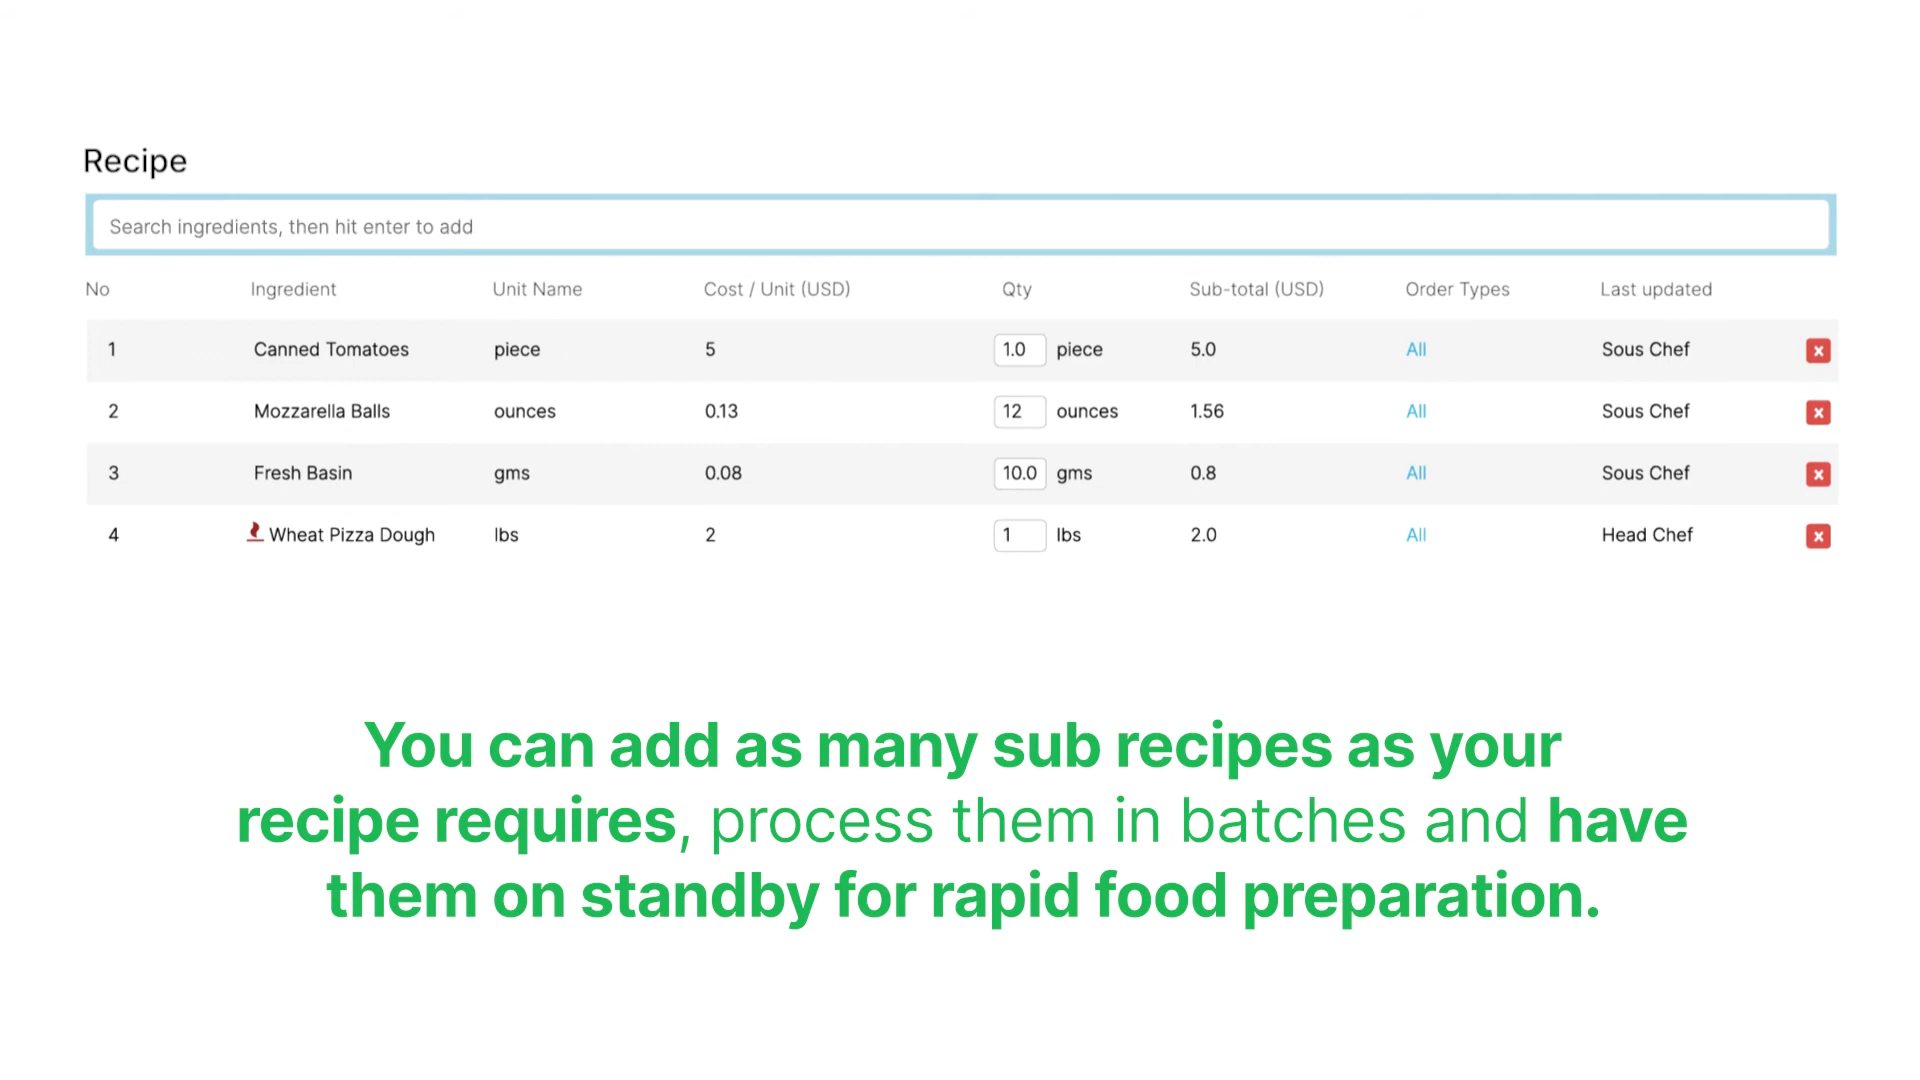 Recipe
Search ingredients, then hit enter to add
No Ingredient Unit Name Cost / Unit (USD) Qty Sub-total (USD) Order Types Last updated
1 Canned Tomatoes piece 5 1.0 piece 5.0 All Sous Chef x
2 Mozzarella Balls ounces 0.13 12 ounces 1.56 All Sous Chef x
3 Fresh Basin gms 0.08 10.0 gms 0.8 All Sous Chef x
4 Wheat Pizza Dough lbs 2 1 lbs 2.0 All Head Chef x
You can add as many sub recipes as your
recipe requires, process them in batches and have
them on standby for rapid food preparation.